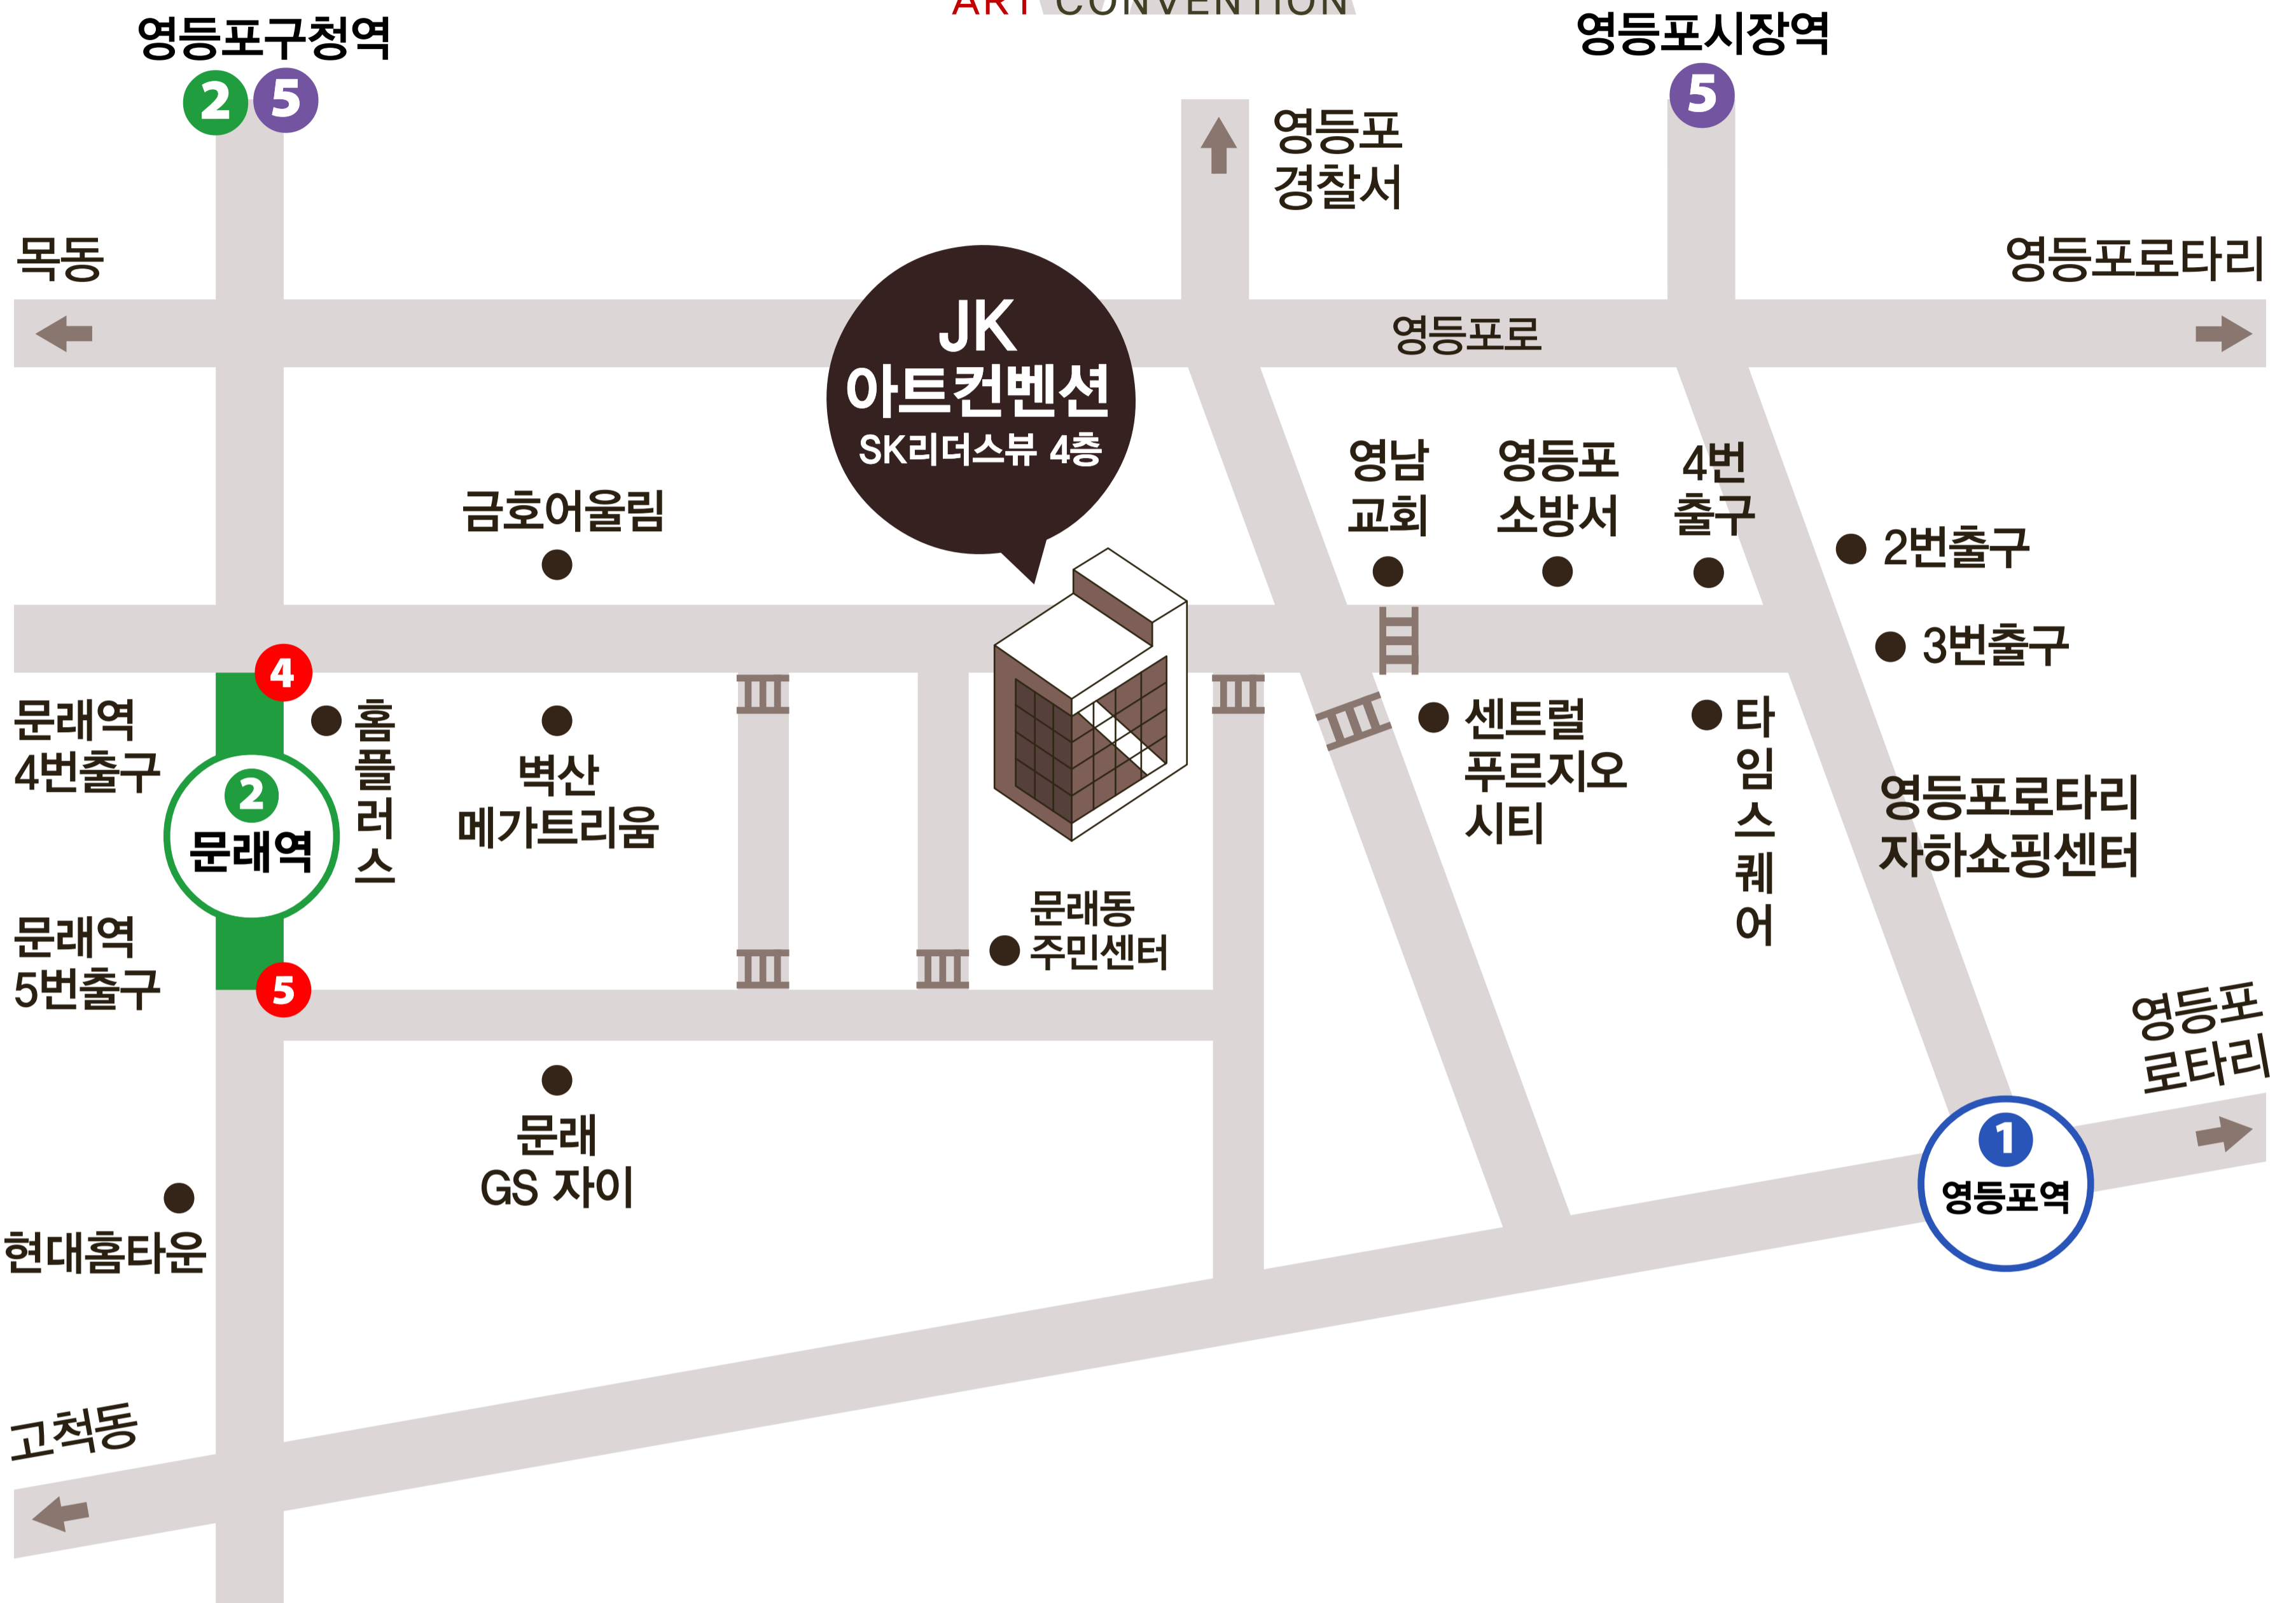 ART CONVENTION
영등포구청역
2 5
영등포시장역
5
영등포
경찰서
목동
영등포로타리
영등포로
JK
아트컨벤션
SK리더스뷰 4층
금호어울림
영남
교회
영등포
소방서
4번
출구
2번출구
3번출구
4
문래역
4번출구
2
문래역
홈플러스
벽산
메가트리움
센트럴
푸르지오
시티
타임스퀘어
영등포로타리
자하쇼핑센터
문래동
주민센터
문래역
5번출구
5
문래
GS 자이
영등포
로타리
1
영등포역
현대홈타운
고척동